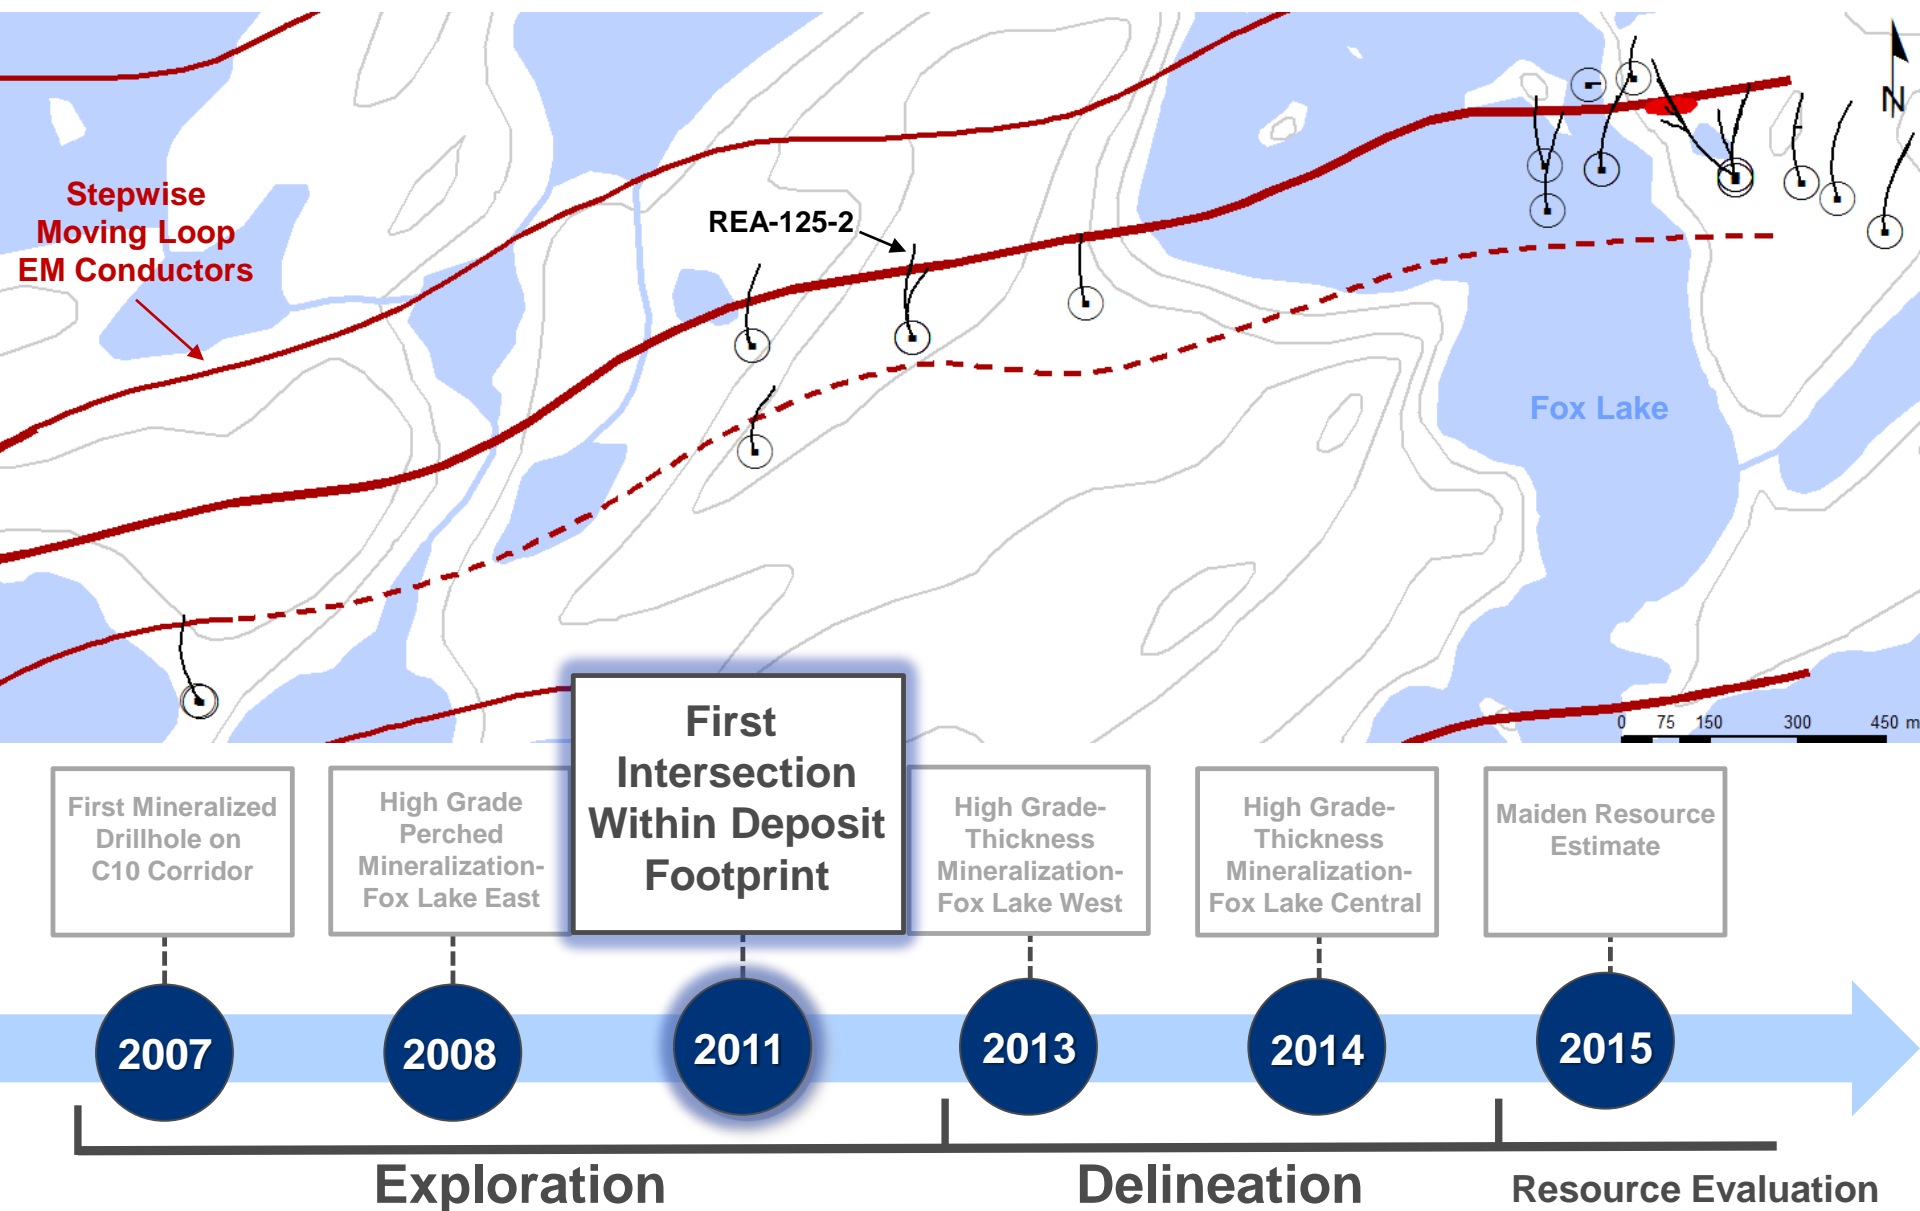 N
Stepwise
Moving Loop
EM Conductors
REA-125-2
Fox Lake
0 75 150 300 450 m
First Mineralized
Drillhole on
C10 Corridor
High Grade
Perched
Mineralization-
Fox Lake East
First
Intersection
Within Deposit
Footprint
High Grade-
Thickness
Mineralization-
Fox Lake West
High Grade-
Thickness
Mineralization-
Fox Lake Central
Maiden Resource
Estimate
2007
2008
2011
2013
2014
2015
Exploration
Delineation
Resource Evaluation